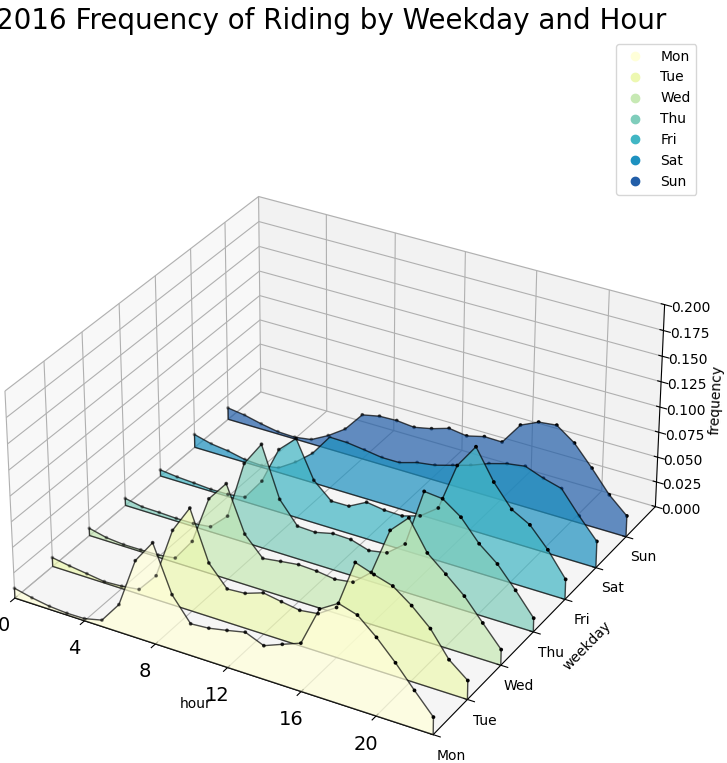 2016 Frequency of Riding by Weekday and Hour
Mon
Tue
Wed
Thu
Fri
Sat
Sun
0.200
0.175
0.150
0.125
0.100
0.075
0.050
0.025
0.000
frequency
Sun
Sat
Fri
Thu
Wed
Tue
Mon
weekday
0
4
8
12
16
20
hour